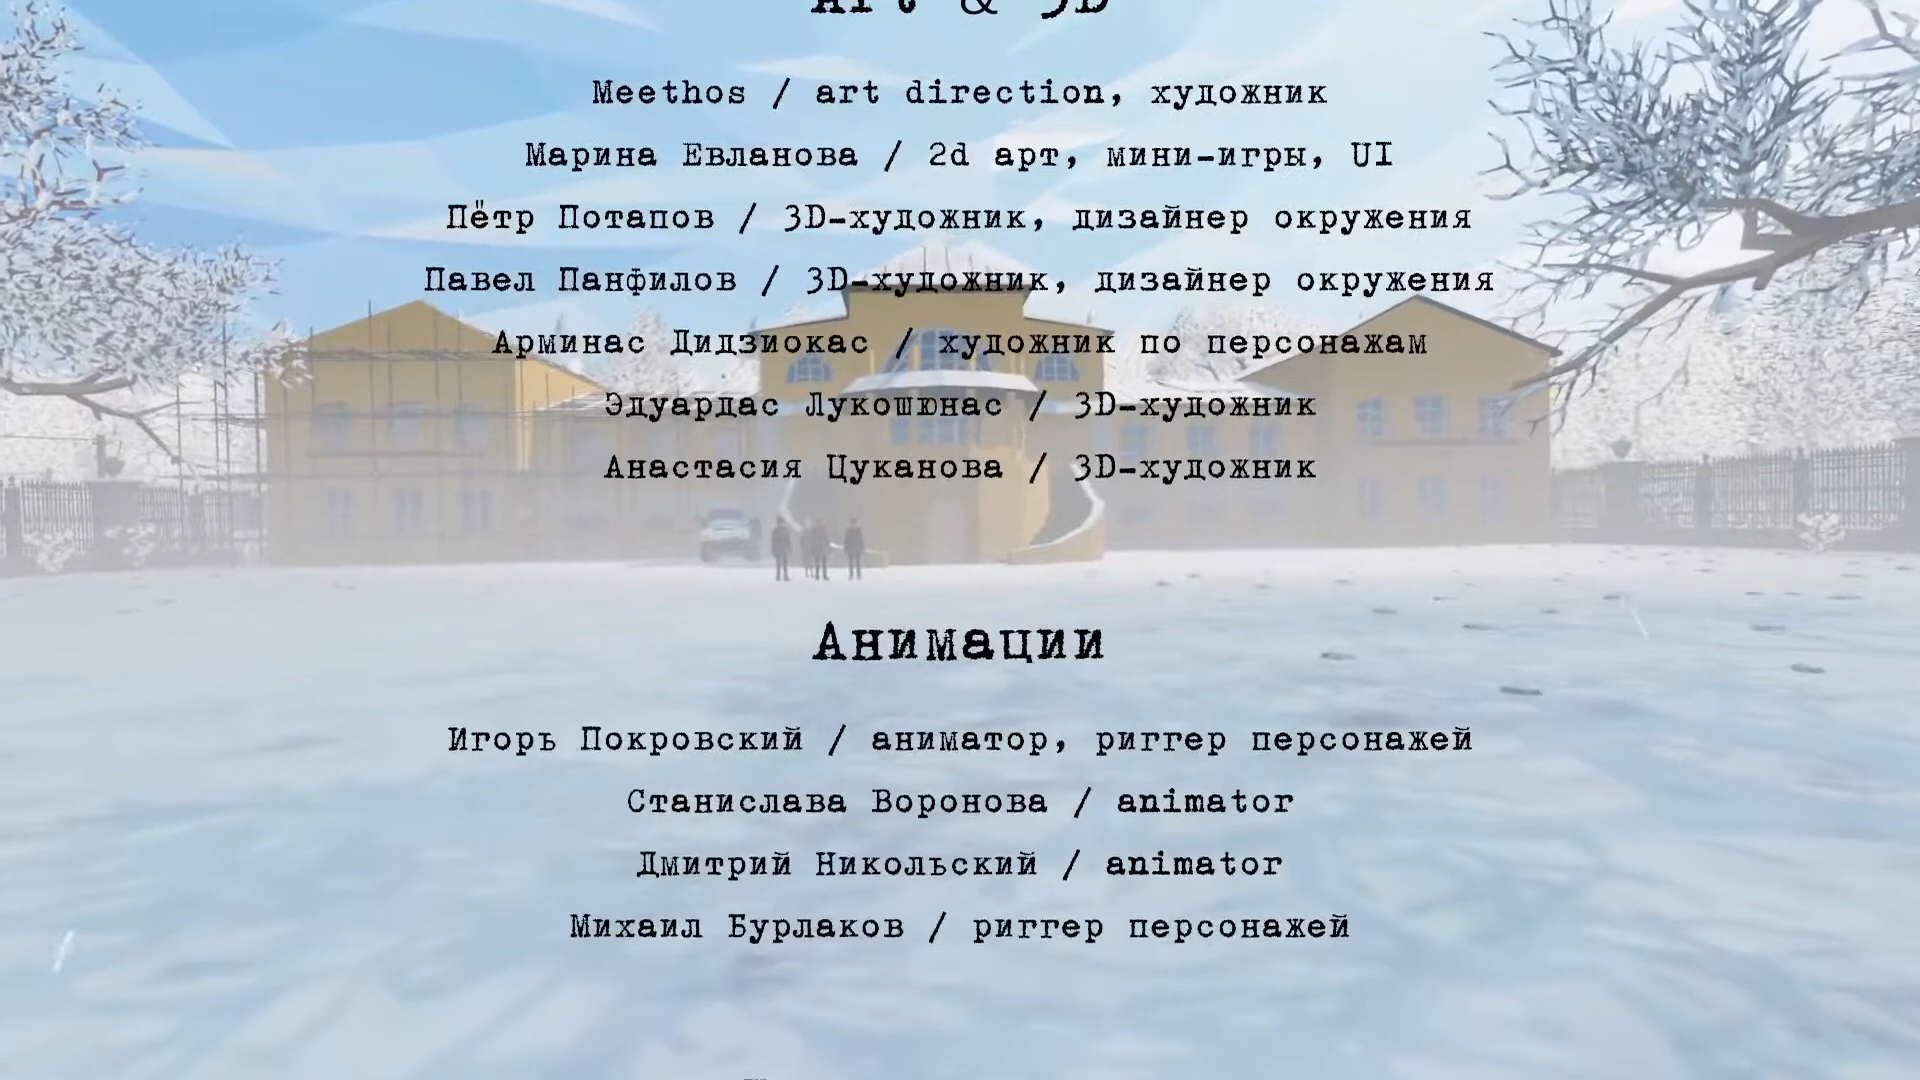 Art & 3D
Meethos / art direction, художник
Марина Евланова / 2d арт, мини-игры, UI
Пётр Потапов / 3D-художник, дизайнер окружения
Павел Панфилов / 3D-художник, дизайнер окружения
Арминас Дидзиокас / художник по персонажам
Эдуардас Лукошюнас / 3D-художник
Анастасия Цуканова / 3D-художник
Анимации
Игорь Покровский / аниматор, риггер персонажей
Станислава Воронова / animator
Дмитрий Никольский / animator
Михаил Бурлаков / риггер персонажей